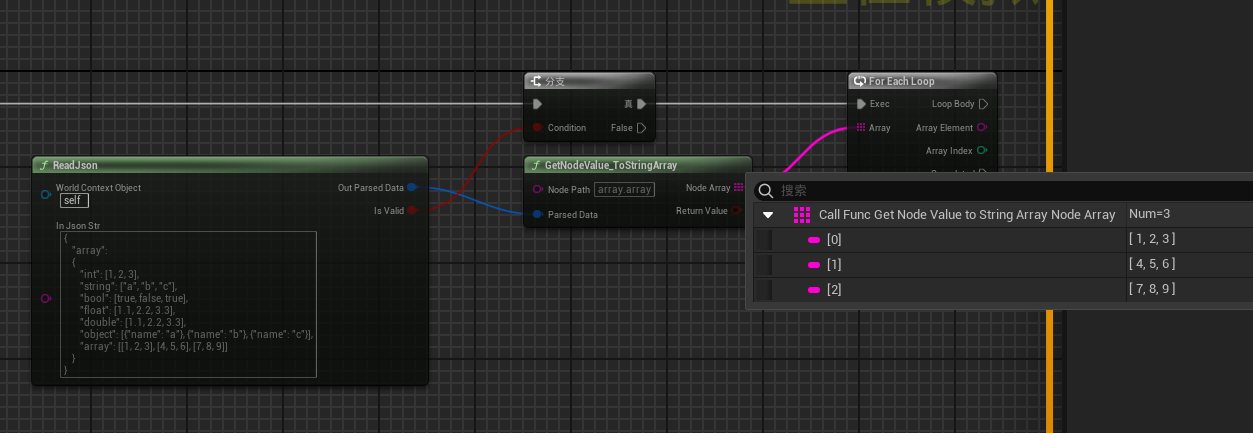 分支
真
Condition
False
For Each Loop
Exec
Loop Body
Array
Array Element
Array Index
ReadJson
World Context Object
self
Out Parsed Data
Is Valid
In Json Str
{
"array":
{
"int": [1, 2, 3],
"string": ["a", "b", "c"],
"bool": [true, false, true],
"float": [1.1, 2.2, 3.3],
"double": [1.1, 2.2, 3.3],
"object": [{"name": "a"}, {"name": "b"}, {"name": "c"}],
"array": [[1, 2, 3], [4, 5, 6], [7, 8, 9]]
}
}
GetNodeValue_ToStringArray
Node Path
array.array
Node Array
Parsed Data
Return Value
搜索
Call Func Get Node Value to String Array Node Array
Num=3
[0]
[ 1, 2, 3 ]
[1]
[ 4, 5, 6 ]
[2]
[ 7, 8, 9 ]